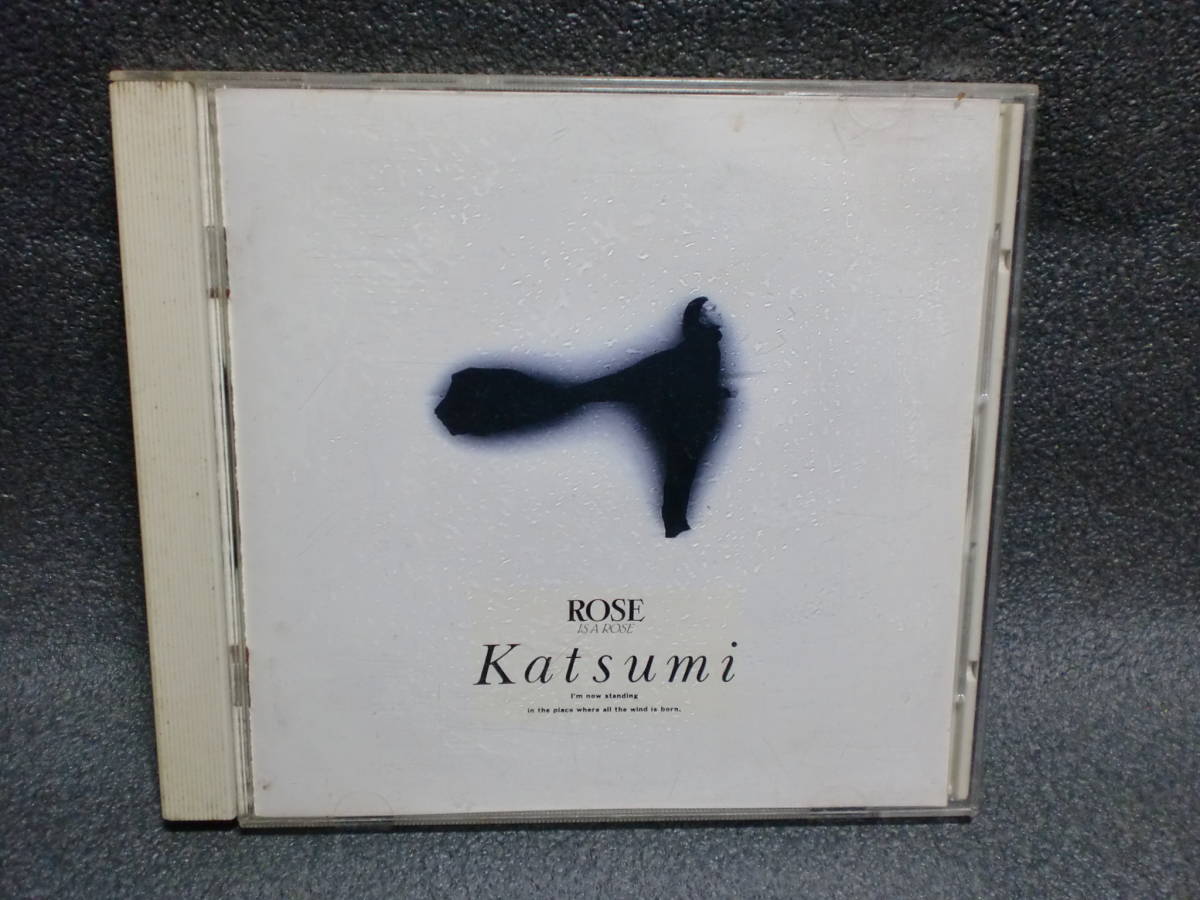 ROSE
IS A ROSE
Katsumi
I'm now standing
in the place where all the wind is born.